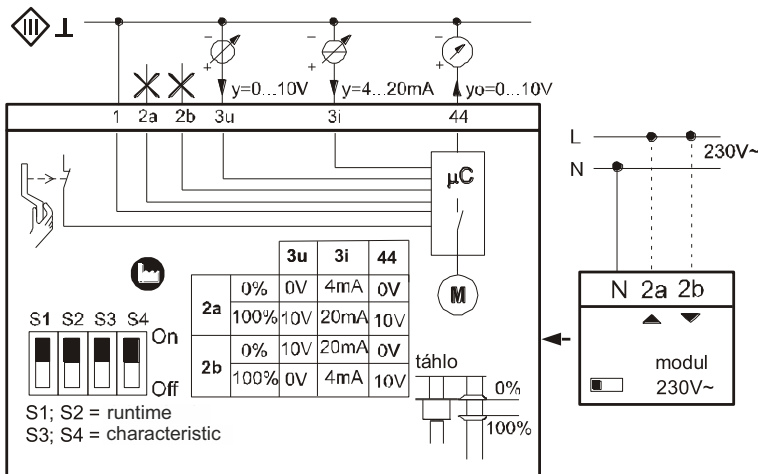 III ⊥
− − −
+ + +
y=0...10V y=4...20mA yo=0...10V
1 2a 2b 3u 3i 44
L
230V~
N
µC
M
3u 3i 44
2a 0% 0V 4mA 0V
100% 10V 20mA 10V
2b 0% 10V 20mA 0V
100% 0V 4mA 10V
S1 S2 S3 S4
On
Off
S1; S2 = runtime
S3; S4 = characteristic
táhlo
0%
100%
N 2a 2b
modul
230V~